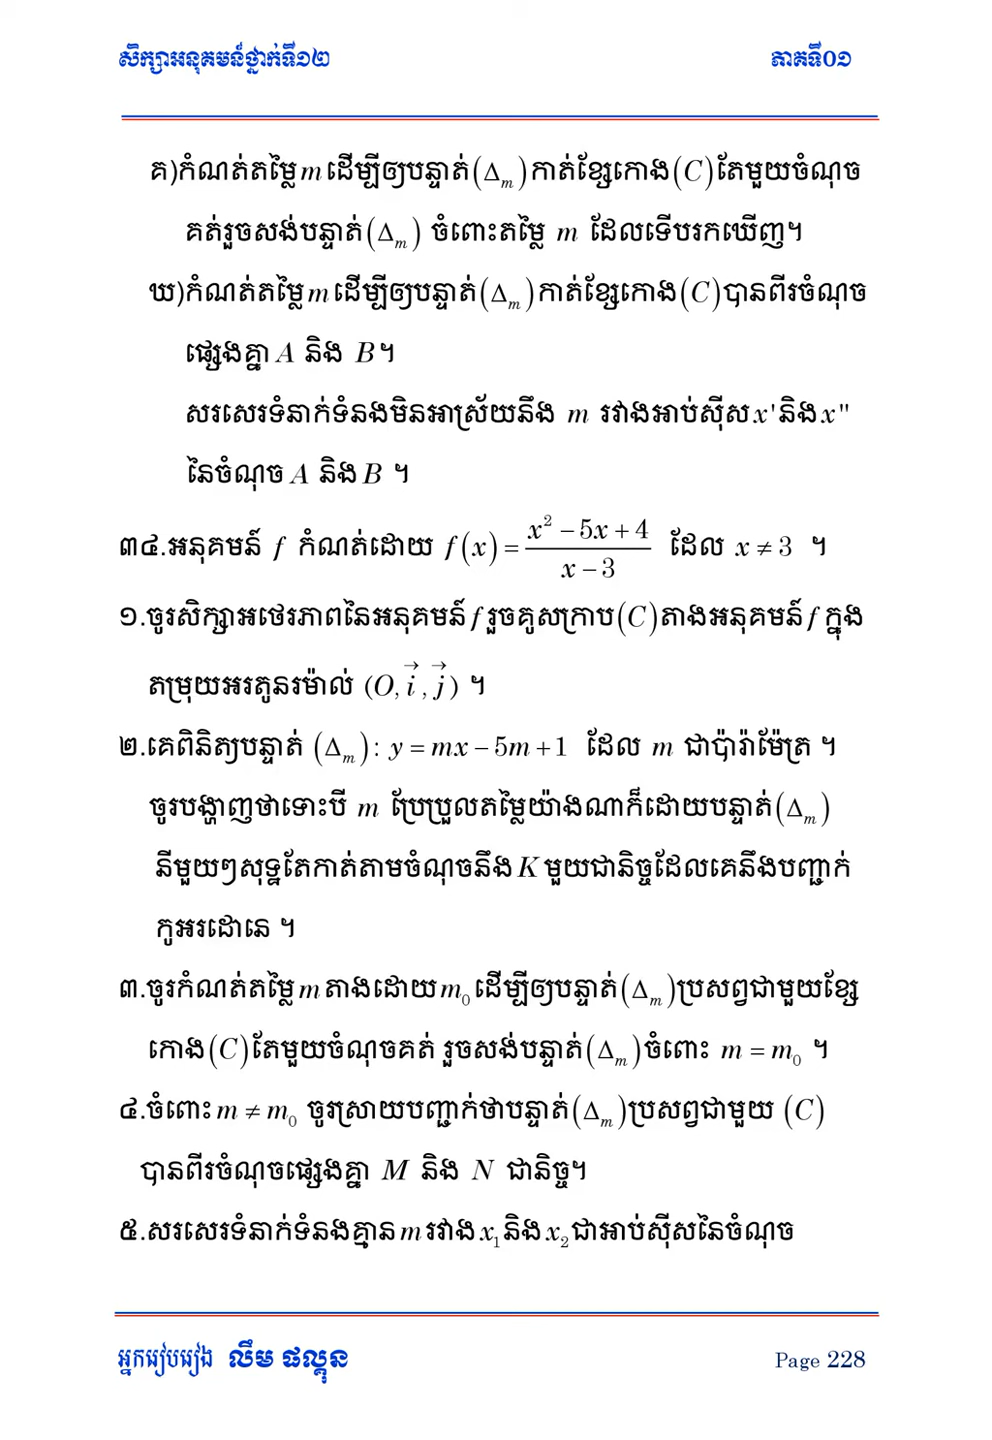 សិក្សាអនុគមន៍ថ្នាក់ទី១២ ភាគទី០១
គ)កំណត់តម្លៃ m ដើម្បីឲ្យបន្ទាត់ (Δₘ) កាត់ខ្សែកោង (C) តែមួយចំណុច
គត់រួចសង់បន្ទាត់ (Δₘ) ចំពោះតម្លៃ m ដែលទើបរកឃើញ។
ឃ)កំណត់តម្លៃ m ដើម្បីឲ្យបន្ទាត់ (Δₘ) កាត់ខ្សែកោង (C) បានពីរចំណុច
ផ្សេងគ្នា A និង B ។
សរសេរទំនាក់ទំនងមិនអាស្រ័យនឹង m រវាងអាប់ស៊ីស x' និង x"
នៃចំណុច A និង B ។
៣៤.អនុគមន៍ f កំណត់ដោយ f(x) = (x² − 5x + 4)/(x − 3) ដែល x ≠ 3 ។
១.ចូរសិក្សាអថេរភាពនៃអនុគមន៍ f រួចគូសក្រាប (C) តាងអនុគមន៍ f ក្នុង
តម្រុយអរតូនរម៉ាល់ (O, i⃗ , j⃗ ) ។
២.គេពិនិត្យបន្ទាត់ (Δₘ) : y = mx − 5m + 1 ដែល m ជាប៉ារ៉ាម៉ែត្រ ។
ចូរបង្ហាញថាទោះបី m ប្រែប្រួលតម្លៃយ៉ាងណាក៏ដោយបន្ទាត់ (Δₘ)
នីមួយៗសុទ្ឋតែកាត់តាមចំណុចនឹង K មួយជានិច្ចដែលគេនឹងបញ្ជាក់
កូអរដោនេ ។
៣.ចូរកំណត់តម្លៃ m តាងដោយ m₀ ដើម្បីឲ្យបន្ទាត់ (Δₘ) ប្រសព្វជាមួយខ្សែ
កោង (C) តែមួយចំណុចគត់ រួចសង់បន្ទាត់ (Δₘ) ចំពោះ m = m₀ ។
៤.ចំពោះ m ≠ m₀ ចូរស្រាយបញ្ជាក់ថាបន្ទាត់ (Δₘ) ប្រសព្វជាមួយ (C)
បានពីរចំណុចផ្សេងគ្នា M និង N ជានិច្ច។
៥.សរសេរទំនាក់ទំនងគ្មាន m រវាង x₁ និង x₂ ជាអាប់ស៊ីសនៃចំណុច
អ្នករៀបរៀង លឹម ផល្គុន Page 228